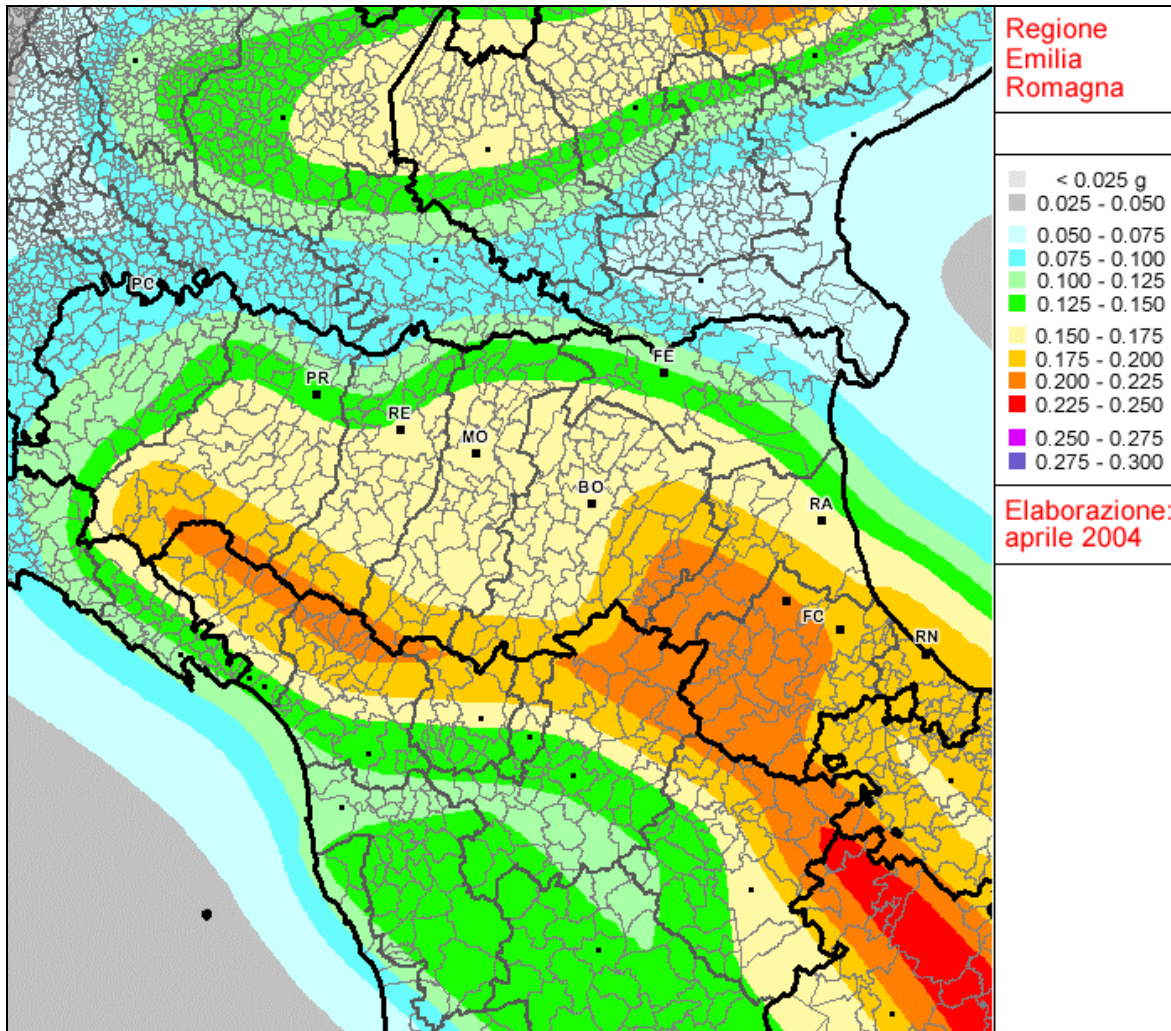 Regione
Emilia
Romagna
< 0.025 g
0.025 - 0.050
0.050 - 0.075
0.075 - 0.100
0.100 - 0.125
0.125 - 0.150
0.150 - 0.175
0.175 - 0.200
0.200 - 0.225
0.225 - 0.250
0.250 - 0.275
0.275 - 0.300
Elaborazione:
aprile 2004
PC
FE
PR
RE
MO
BO
RA
FC
RN